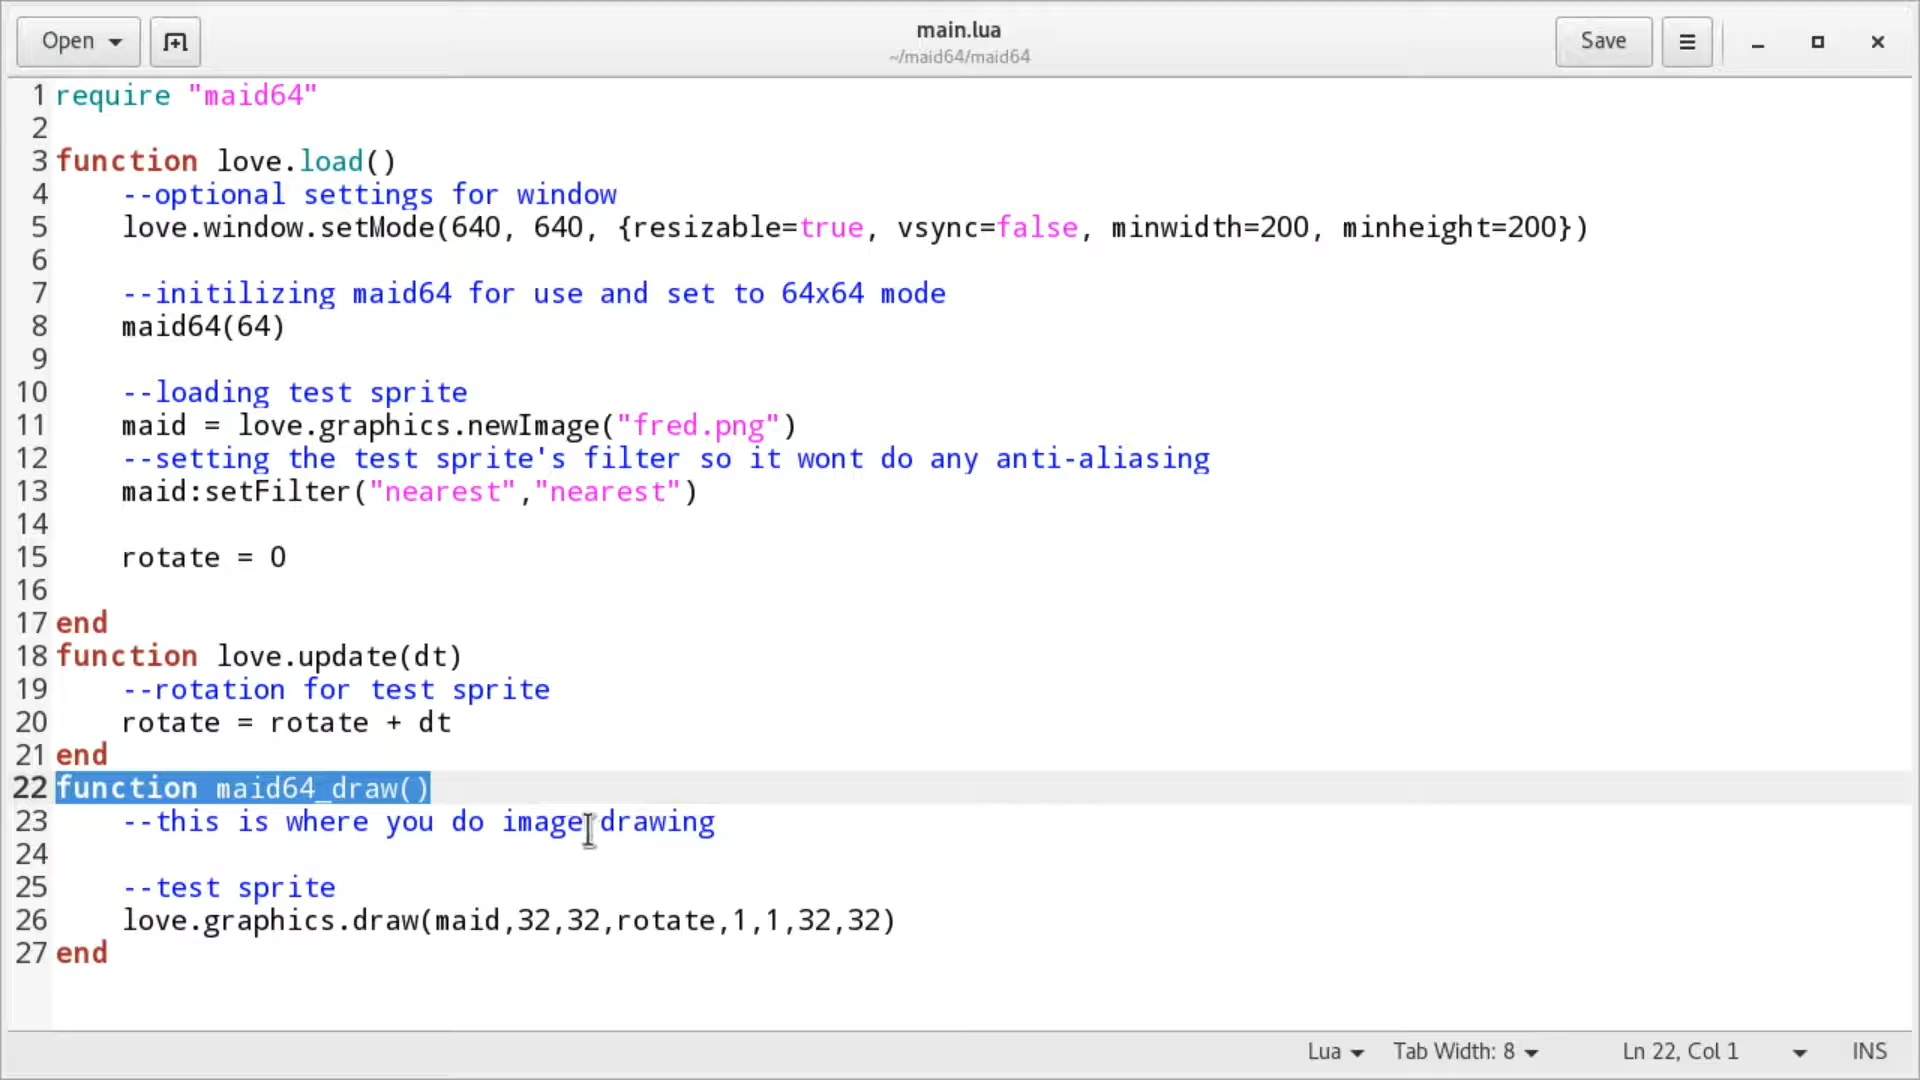 Open
main.lua
~/maid64/maid64
Save
1 require "maid64"
2
3 function love.load()
4 --optional settings for window
5 love.window.setMode(640, 640, {resizable=true, vsync=false, minwidth=200, minheight=200})
6
7 --initilizing maid64 for use and set to 64x64 mode
8 maid64(64)
9
10 --loading test sprite
11 maid = love.graphics.newImage("fred.png")
12 --setting the test sprite's filter so it wont do any anti-aliasing
13 maid:setFilter("nearest","nearest")
14
15 rotate = 0
16
17 end
18 function love.update(dt)
19 --rotation for test sprite
20 rotate = rotate + dt
21 end
22 function maid64_draw()
23 --this is where you do image drawing
24
25 --test sprite
26 love.graphics.draw(maid,32,32,rotate,1,1,32,32)
27 end
Lua Tab Width: 8 Ln 22, Col 1 INS